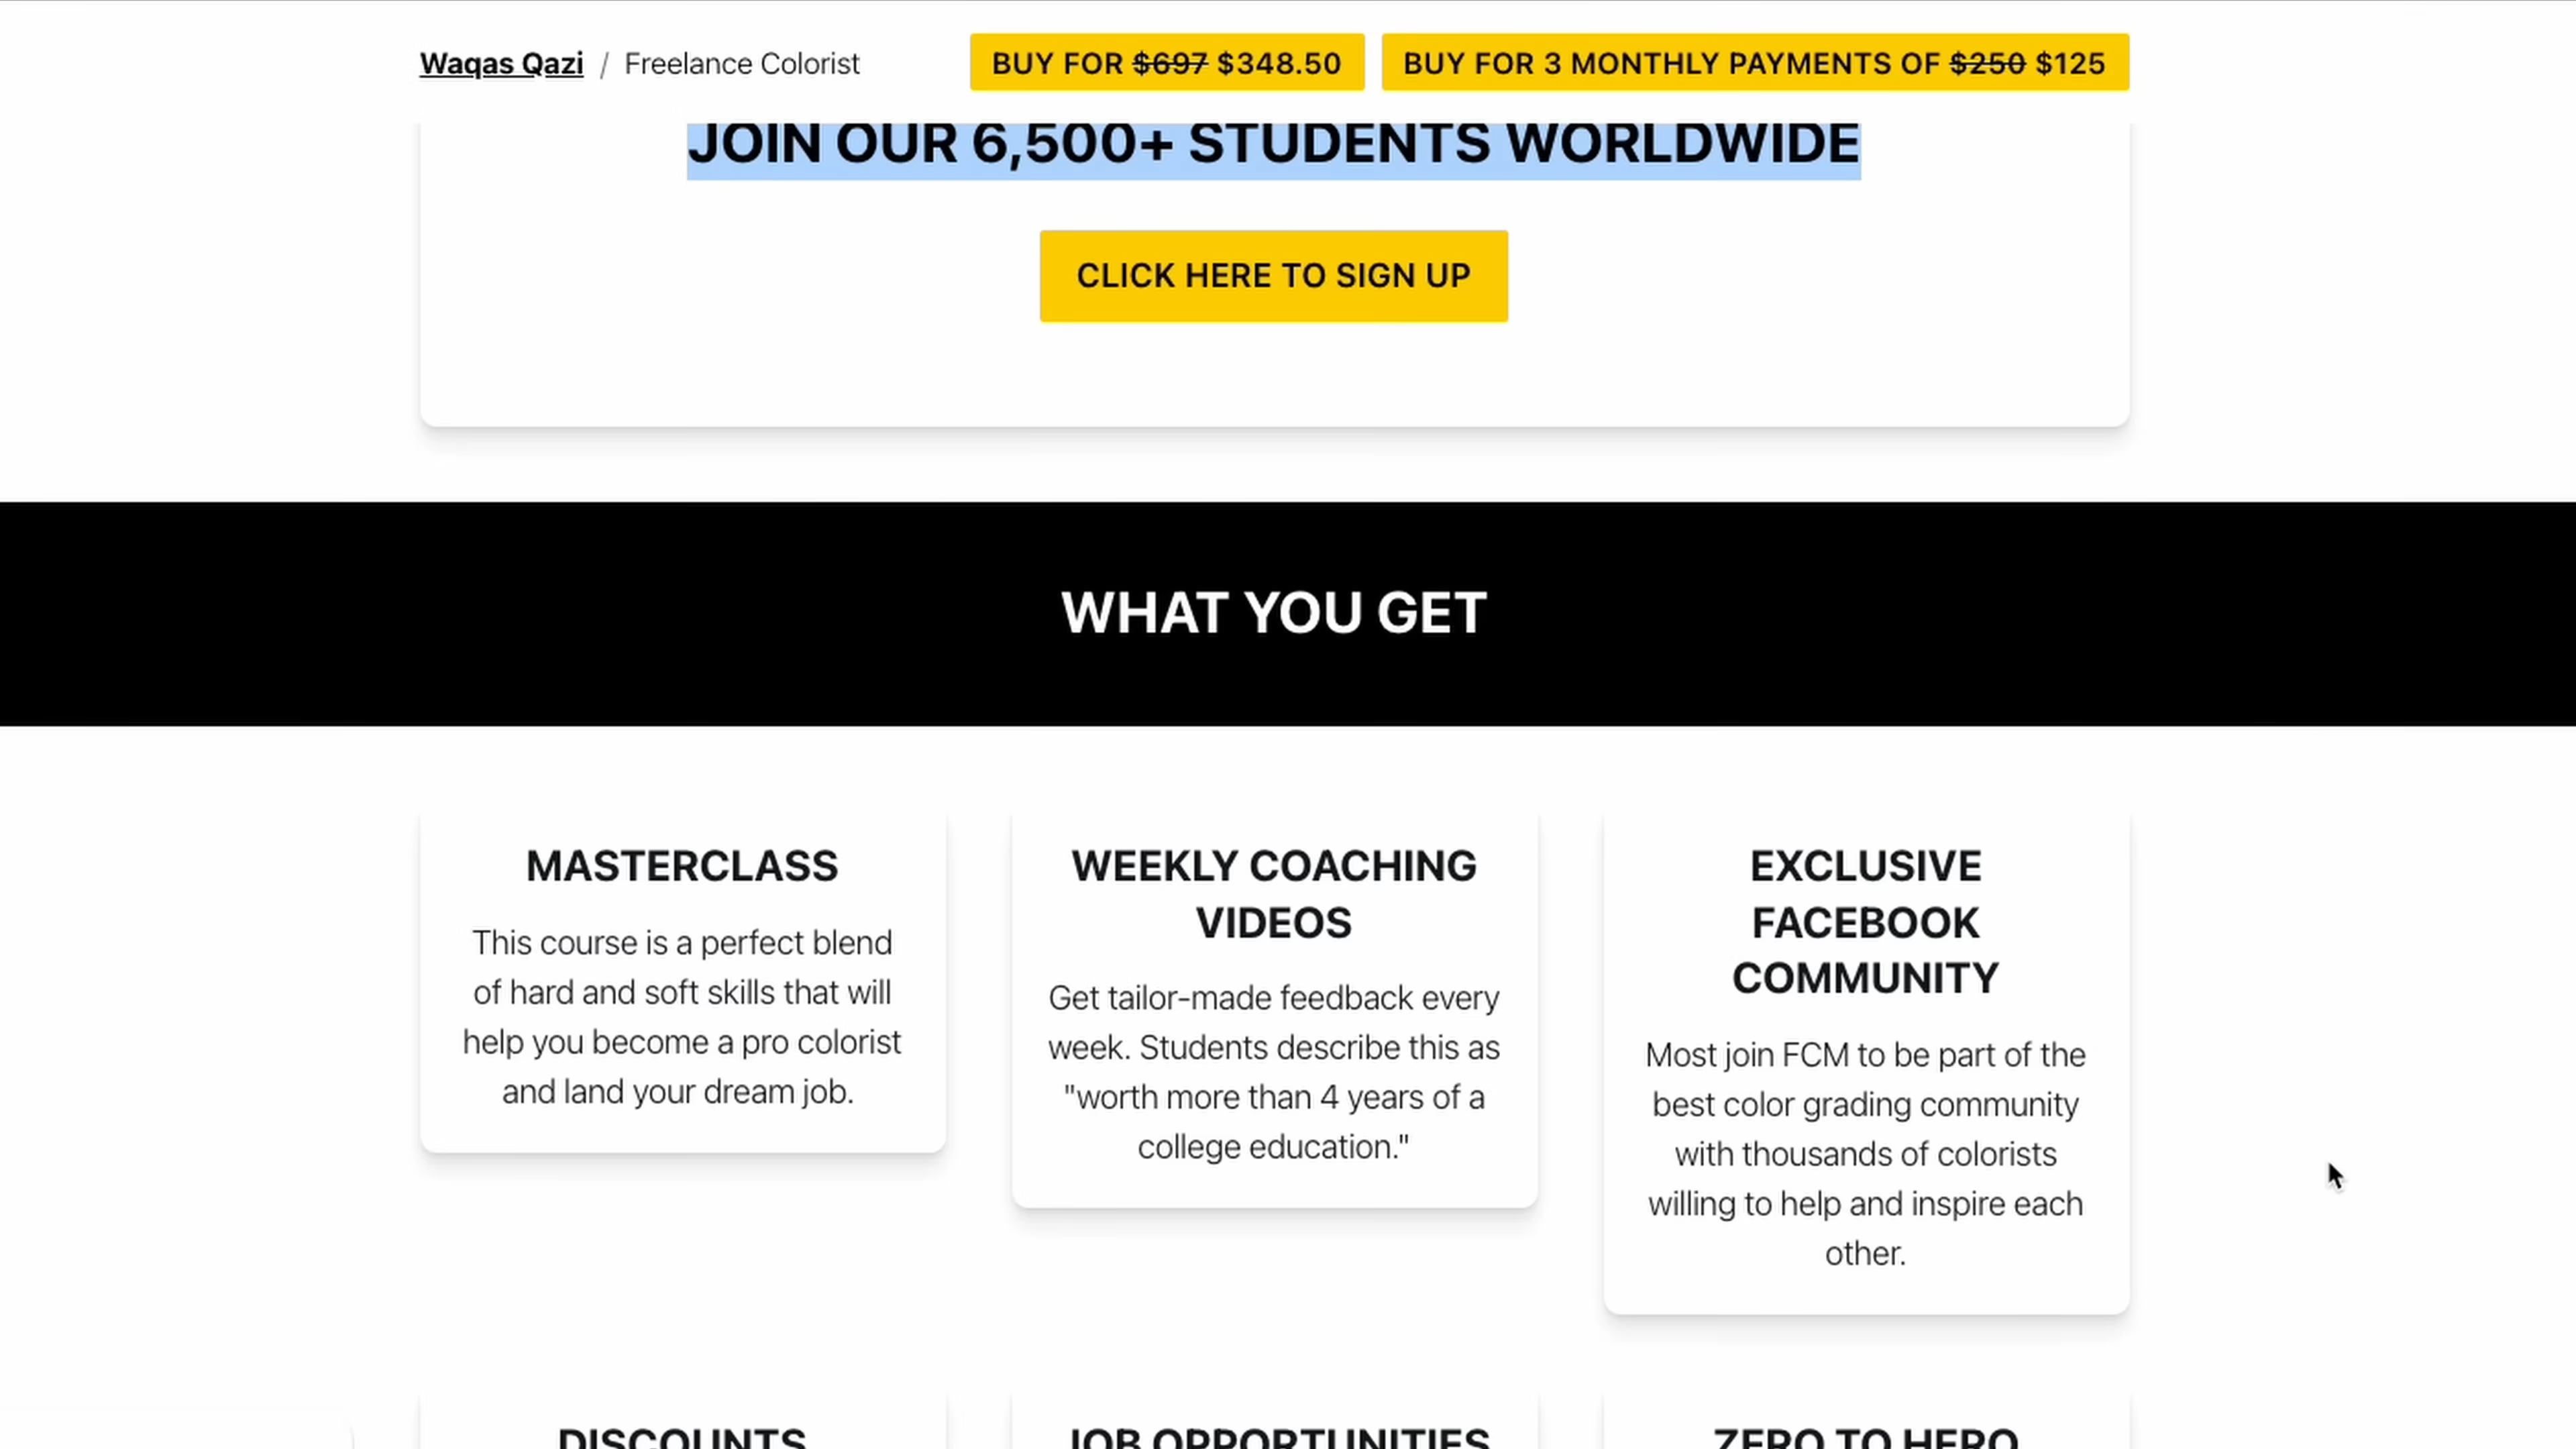 Waqas Qazi / Freelance Colorist
BUY FOR $697 $348.50
BUY FOR 3 MONTHLY PAYMENTS OF $250 $125
JOIN OUR 6,500+ STUDENTS WORLDWIDE
CLICK HERE TO SIGN UP
WHAT YOU GET
MASTERCLASS
This course is a perfect blend
of hard and soft skills that will
help you become a pro colorist
and land your dream job.
WEEKLY COACHING
VIDEOS
Get tailor-made feedback every
week. Students describe this as
"worth more than 4 years of a
college education."
EXCLUSIVE
FACEBOOK
COMMUNITY
Most join FCM to be part of the
best color grading community
with thousands of colorists
willing to help and inspire each
other.
DISCOUNTS
JOB OPPORTUNITIES
ZERO TO HERO